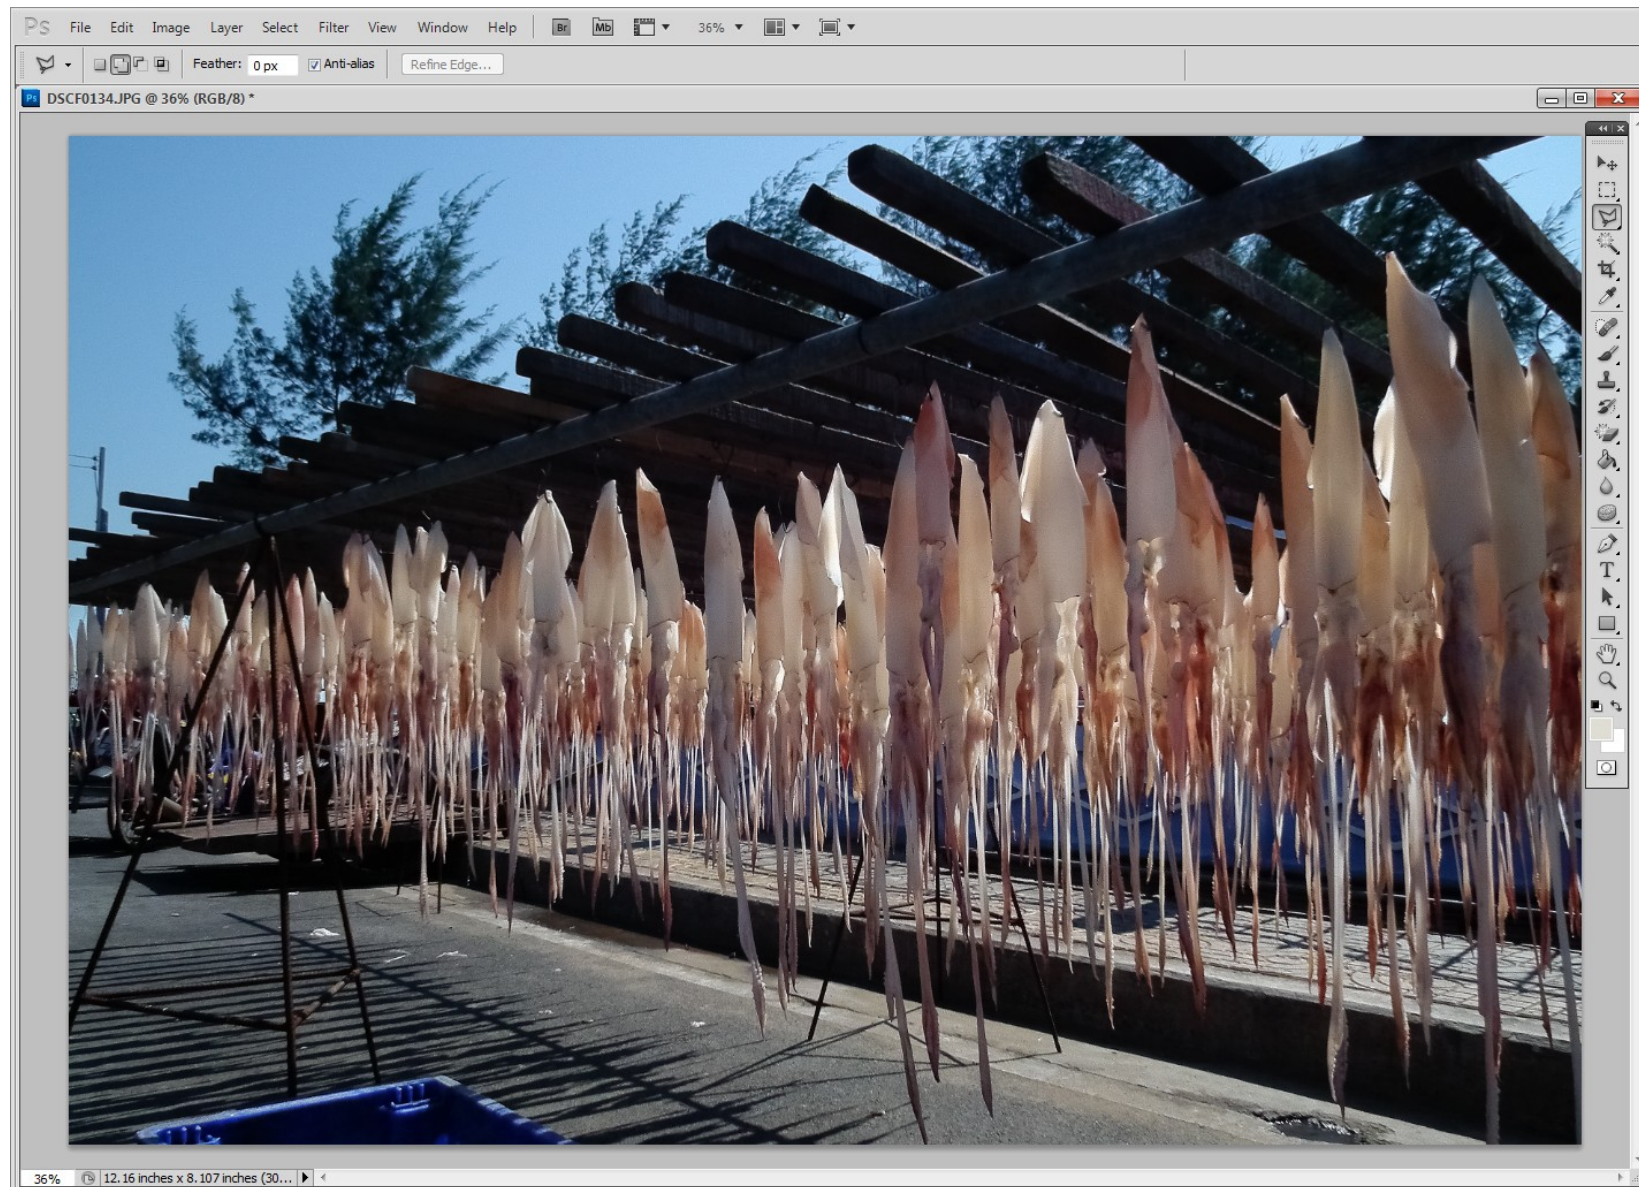 Ps File Edit Image Layer Select Filter View Window Help Br Mb 36%
Feather: 0 px Anti-alias Refine Edge...
Ps DSCF0134.JPG @ 36% (RGB/8) *
T
36% 12.16 inches x 8.107 inches (30...